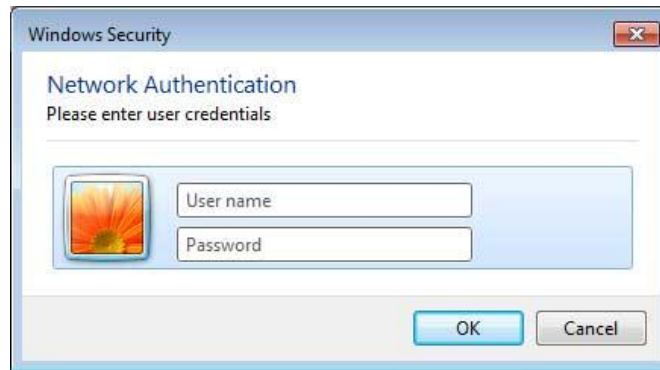 Windows Security
Network Authentication
Please enter user credentials
User name
Password
OK Cancel